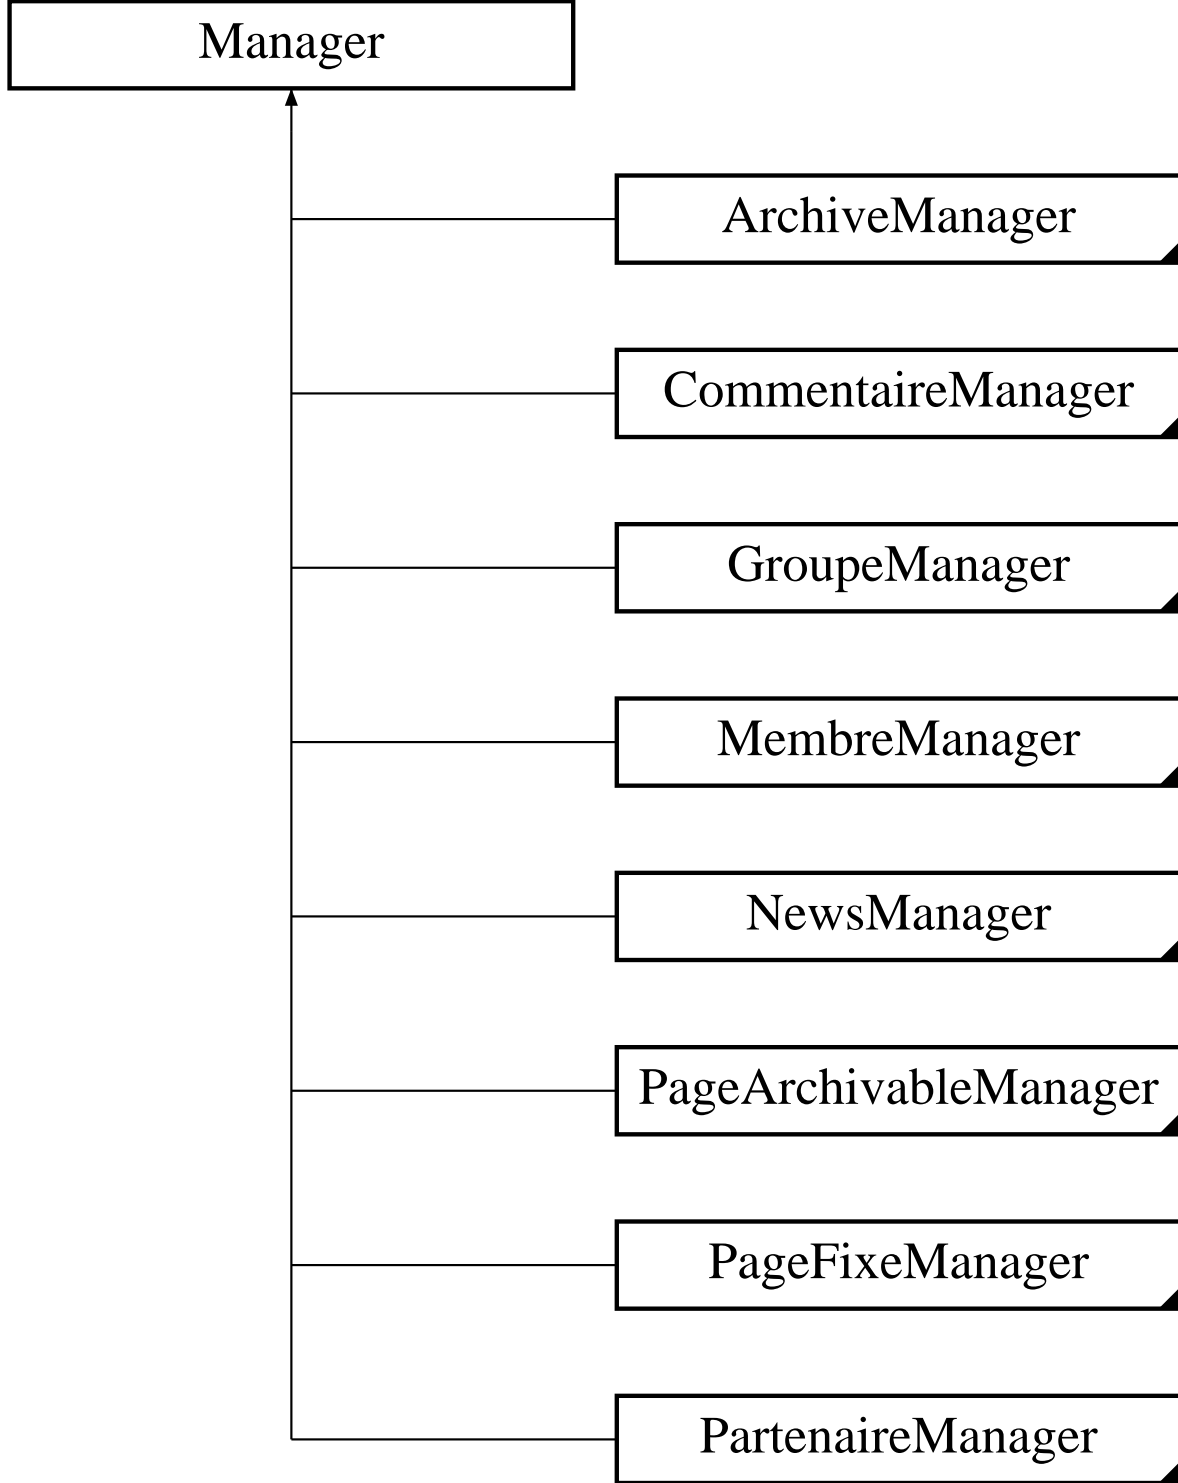 Manager
ArchiveManager
CommentaireManager
GroupeManager
MembreManager
NewsManager
PageArchivableManager
PageFixeManager
PartenaireManager